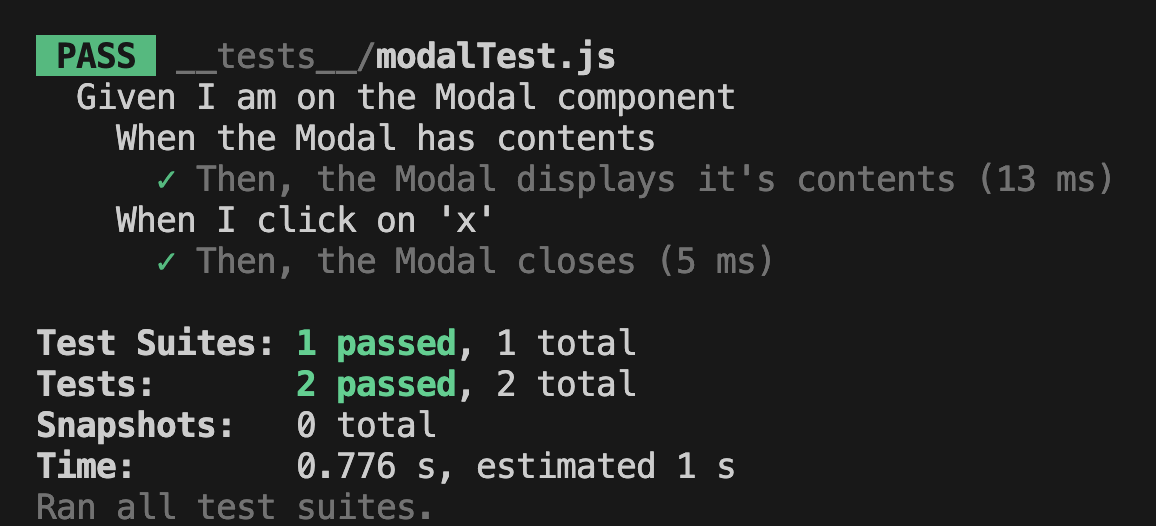 PASS __tests__/modalTest.js
Given I am on the Modal component
When the Modal has contents
✓ Then, the Modal displays it's contents (13 ms)
When I click on 'x'
✓ Then, the Modal closes (5 ms)
Test Suites: 1 passed, 1 total
Tests: 2 passed, 2 total
Snapshots: 0 total
Time: 0.776 s, estimated 1 s
Ran all test suites.